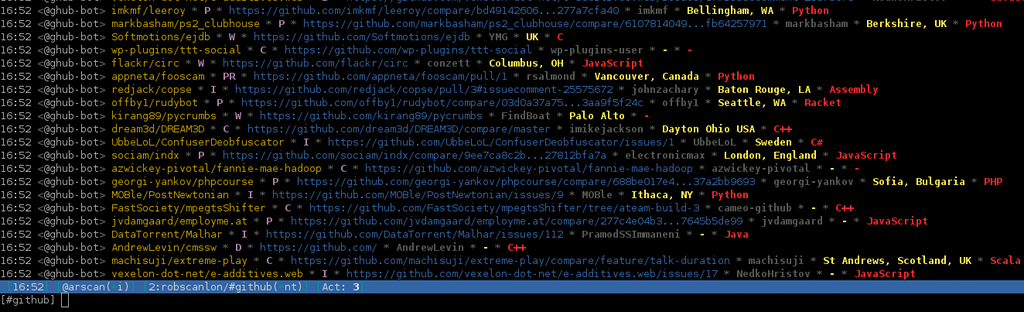 16:52 <@ghub-bot> imkmf/leeroy * P * https://github.com/imkmf/leeroy/compare/bd49142606...277a7cfa40 * imkmf * Bellingham, WA * Python
16:52 <@ghub-bot> markbasham/ps2_clubhouse * P * https://github.com/markbasham/ps2_clubhouse/compare/6107814049...fb64257971 * markbasham * Berkshire, UK * Python
16:52 <@ghub-bot> Softmotions/ejdb * W * https://github.com/Softmotions/ejdb * YMG * UK * C
16:52 <@ghub-bot> wp-plugins/ttt-social * C * https://github.com/wp-plugins/ttt-social * wp-plugins-user * - * -
16:52 <@ghub-bot> flackr/circ * W * https://github.com/flackr/circ * conzett * Columbus, OH * JavaScript
16:52 <@ghub-bot> appneta/fooscam * PR * https://github.com/appneta/fooscam/pull/1 * rsalmond * Vancouver, Canada * Python
16:52 <@ghub-bot> redjack/copse * I * https://github.com/redjack/copse/pull/3#issuecomment-25575672 * johnzachary * Baton Rouge, LA * Assembly
16:52 <@ghub-bot> offby1/rudybot * P * https://github.com/offby1/rudybot/compare/03d0a37a75...3aa9f5f24c * offby1 * Seattle, WA * Racket
16:52 <@ghub-bot> kirang89/pycrumbs * W * https://github.com/kirang89/pycrumbs * FindBoat * Palo Alto * -
16:52 <@ghub-bot> dream3d/DREAM3D * C * https://github.com/dream3d/DREAM3D/compare/master * imikejackson * Dayton Ohio USA * C++
16:52 <@ghub-bot> UbbeLoL/ConfuserDeobfuscator * I * https://github.com/UbbeLoL/ConfuserDeobfuscator/issues/1 * UbbeLoL * Sweden * C#
16:52 <@ghub-bot> sociam/indx * P * https://github.com/sociam/indx/compare/9ee7ca8c2b...27812bfa7a * electronicmax * London, England * JavaScript
16:52 <@ghub-bot> azwickey-pivotal/fannie-mae-hadoop * C * https://github.com/azwickey-pivotal/fannie-mae-hadoop * azwickey-pivotal * - * -
16:52 <@ghub-bot> georgi-yankov/phpcourse * P * https://github.com/georgi-yankov/phpcourse/compare/688be017e4...37a2bb9693 * georgi-yankov * Sofia, Bulgaria * PHP
16:52 <@ghub-bot> MOBle/PostNewtonian * I * https://github.com/MOBle/PostNewtonian/issues/9 * MOBle * Ithaca, NY * Python
16:52 <@ghub-bot> FastSociety/mpegtsShifter * C * https://github.com/FastSociety/mpegtsShifter/tree/ateam-build-3 * cameo-github * - * C++
16:52 <@ghub-bot> jvdamgaard/employme.at * P * https://github.com/jvdamgaard/employme.at/compare/277c4e04b3...7645b5de99 * jvdamgaard * - * JavaScript
16:52 <@ghub-bot> DataTorrent/Malhar * I * https://github.com/DataTorrent/Malhar/issues/112 * PramodSSImmaneni * - * Java
16:52 <@ghub-bot> AndrewLevin/cmssw * D * https://github.com/ * AndrewLevin * - * C++
16:52 <@ghub-bot> machisuji/extreme-play * C * https://github.com/machisuji/extreme-play/compare/feature/talk-duration * machisuji * St Andrews, Scotland, UK * Scala
16:52 <@ghub-bot> vexelon-dot-net/e-additives.web * I * https://github.com/vexelon-dot-net/e-additives.web/issues/17 * NedkoHristov * - * JavaScript
[16:52] [@arscan(+i)] [2:robscanlon/#github(+nt)] [Act: 3]
[#github]